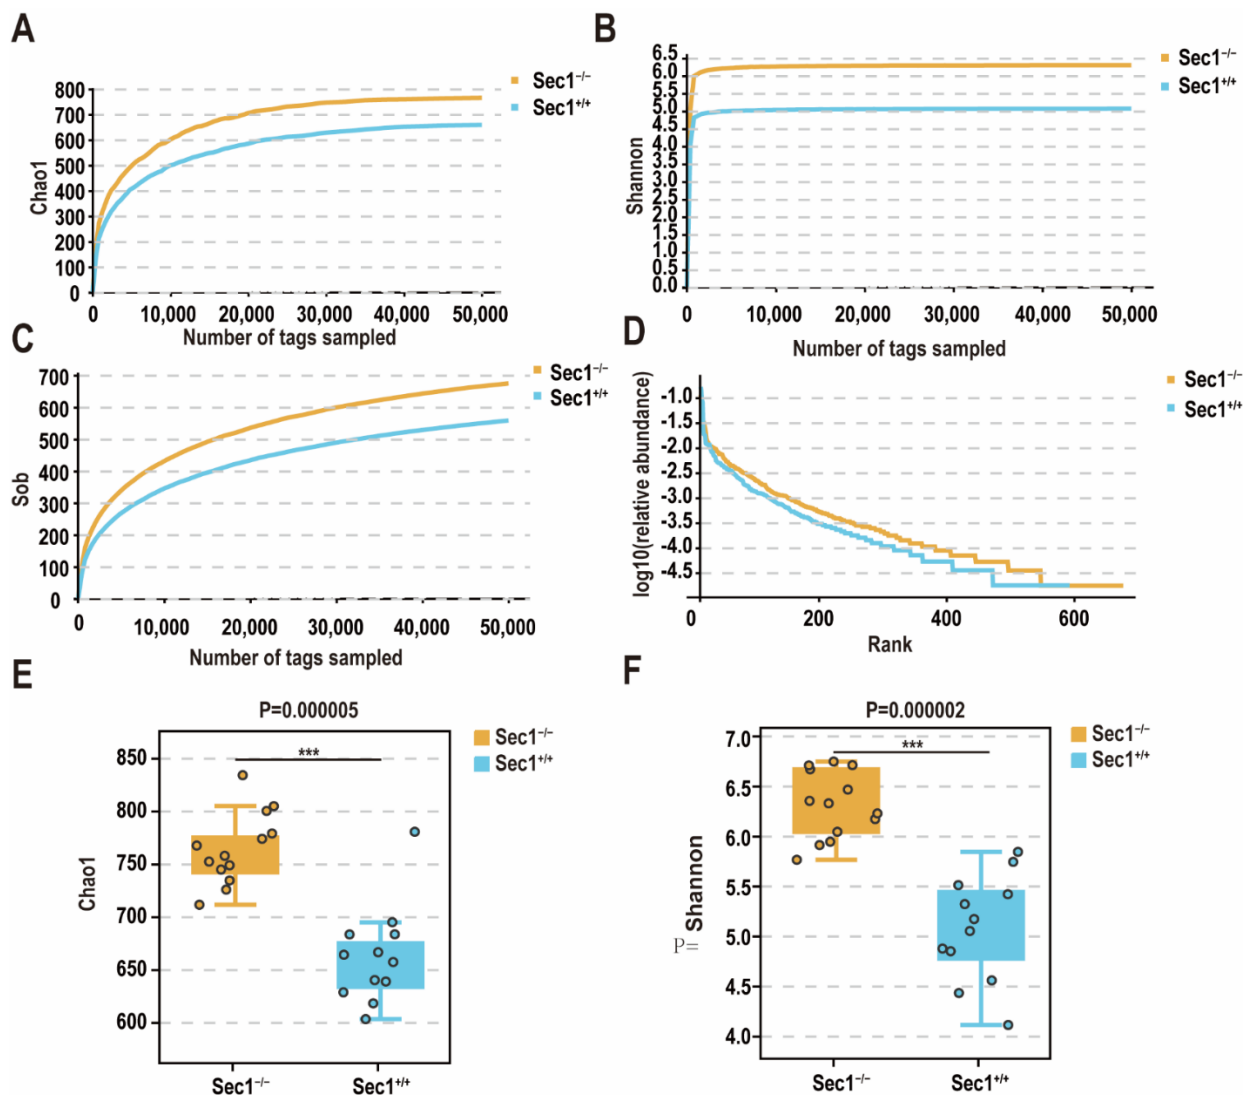 A
Sec1⁻/⁻
Sec1⁺/⁺
800
700
600
500
400
300
200
100
0
Chao1
0 10,000 20,000 30,000 40,000 50,000
Number of tags sampled
B
Sec1⁻/⁻
Sec1⁺/⁺
6.5
6.0
5.5
5.0
4.5
4.0
3.5
3.0
2.5
2.0
1.5
1.0
0.5
0.0
Shannon
0 10,000 20,000 30,000 40,000 50,000
Number of tags sampled
C
Sec1⁻/⁻
Sec1⁺/⁺
700
600
500
400
300
200
100
0
Sob
0 10,000 20,000 30,000 40,000 50,000
Number of tags sampled
D
Sec1⁻/⁻
Sec1⁺/⁺
-1.0
-1.5
-2.0
-2.5
-3.0
-3.5
-4.0
-4.5
log10(relative abundance)
0 200 400 600
Rank
E
P=0.000005
Sec1⁻/⁻
Sec1⁺/⁺
***
850
800
750
700
650
600
Chao1
Sec1⁻/⁻ Sec1⁺/⁺
F
P=0.000002
Sec1⁻/⁻
Sec1⁺/⁺
***
7.0
6.5
6.0
5.5
5.0
4.5
4.0
Shannon
P=
Sec1⁻/⁻ Sec1⁺/⁺